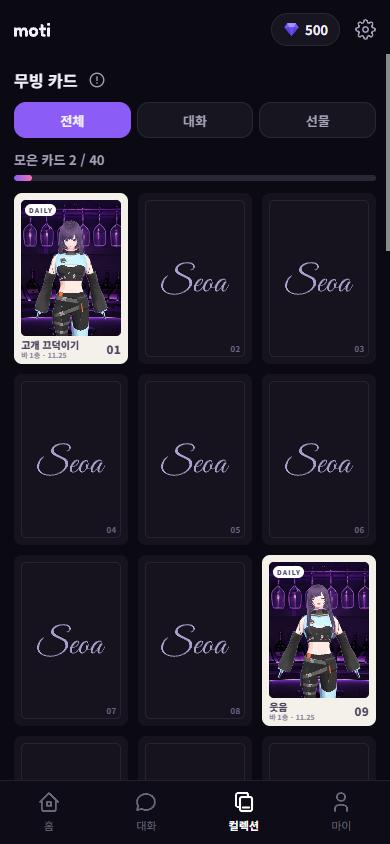 moti
500
무빙 카드
전체
대화
선물
모은 카드 2 / 40
DAILY
고개 끄덕이기
바 1층 - 11.25
01
Seoa
02
Seoa
03
Seoa
04
Seoa
05
Seoa
06
Seoa
07
Seoa
08
DAILY
웃음
바 1층 - 11.25
09
홈
대화
컬렉션
마이